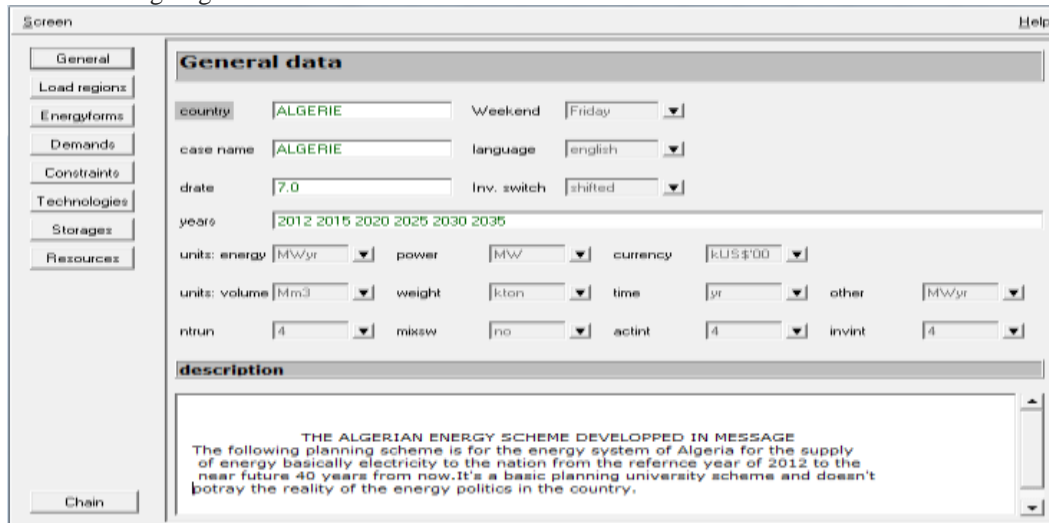 Screen Help
General
Load regions
Energyforms
Demands
Constraints
Technologies
Storages
Resources
Chain
General data
country ALGERIE Weekend Friday
case name ALGERIE language english
drate 7.0 Inv. switch shifted
years 2012 2015 2020 2025 2030 2035
units: energy MWyr power MW currency kUS$'00
units: volume Mm3 weight kton time yr other MWyr
ntrun 4 mixsw no actint 4 invint 4
description
THE ALGERIAN ENERGY SCHEME DEVELOPPED IN MESSAGE
The following planning scheme is for the energy system of Algeria for the supply
of energy basically electricity to the nation from the refernce year of 2012 to the
near future 40 years from now.It's a basic planning university scheme and doesn't
potray the reality of the energy politics in the country.